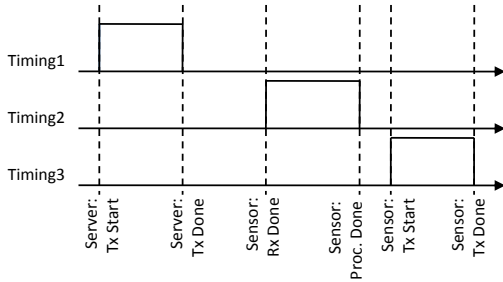 Timing1
Timing2
Timing3
Server:
Tx Start
Server:
Tx Done
Sensor:
Rx Done
Sensor:
Proc. Done
Sensor:
Tx Start
Sensor:
Tx Done